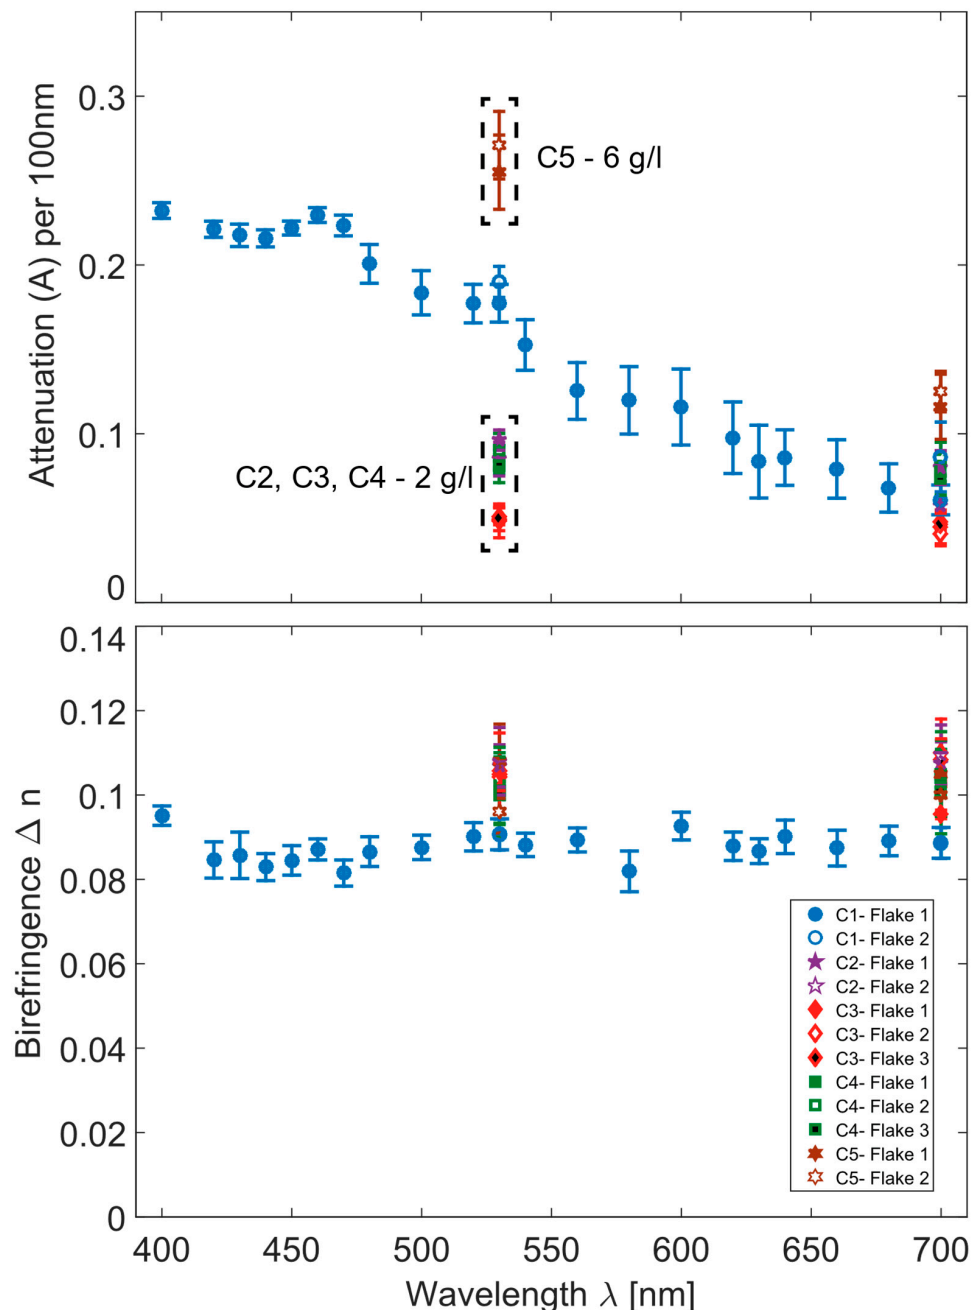 Attenuation (A) per 100nm
0.3
0.2
0.1
0
C5 - 6 g/l
C2, C3, C4 - 2 g/l
Birefringence Δ n
0.14
0.12
0.1
0.08
0.06
0.04
0.02
0
C1- Flake 1
C1- Flake 2
C2- Flake 1
C2- Flake 2
C3- Flake 1
C3- Flake 2
C3- Flake 3
C4- Flake 1
C4- Flake 2
C4- Flake 3
C5- Flake 1
C5- Flake 2
400 450 500 550 600 650 700
Wavelength λ [nm]